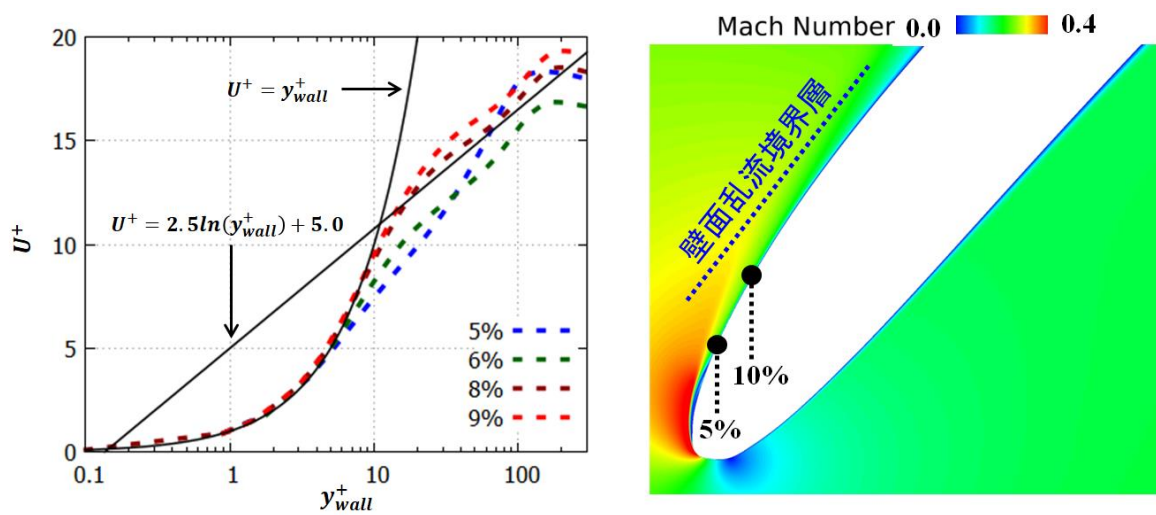 20
15
10
5
0
U⁺
0.1
1
10
100
y⁺wall
U⁺ = y⁺wall
U⁺ = 2.5ln(y⁺wall) + 5.0
5%
6%
8%
9%
Mach Number 0.0 0.4
壁面乱流境界層
10%
5%